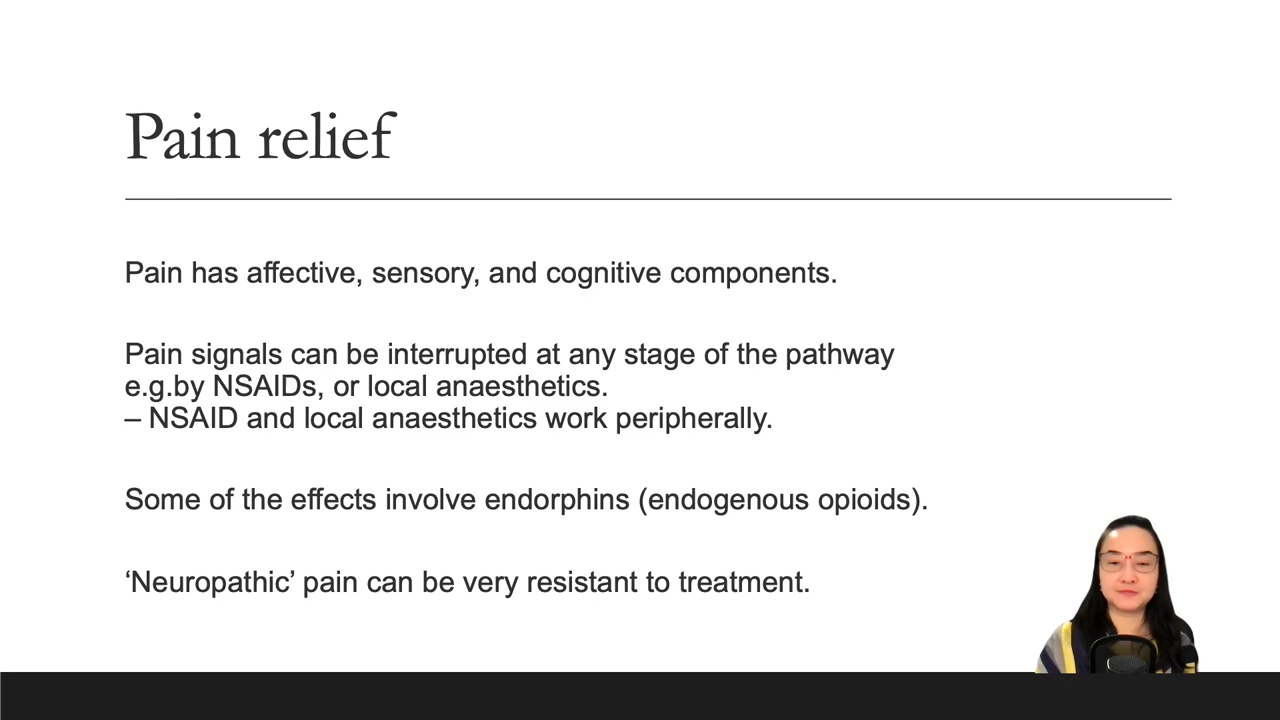 Pain relief
Pain has affective, sensory, and cognitive components.
Pain signals can be interrupted at any stage of the pathway
e.g.by NSAIDs, or local anaesthetics.
– NSAID and local anaesthetics work peripherally.
Some of the effects involve endorphins (endogenous opioids).
‘Neuropathic’ pain can be very resistant to treatment.